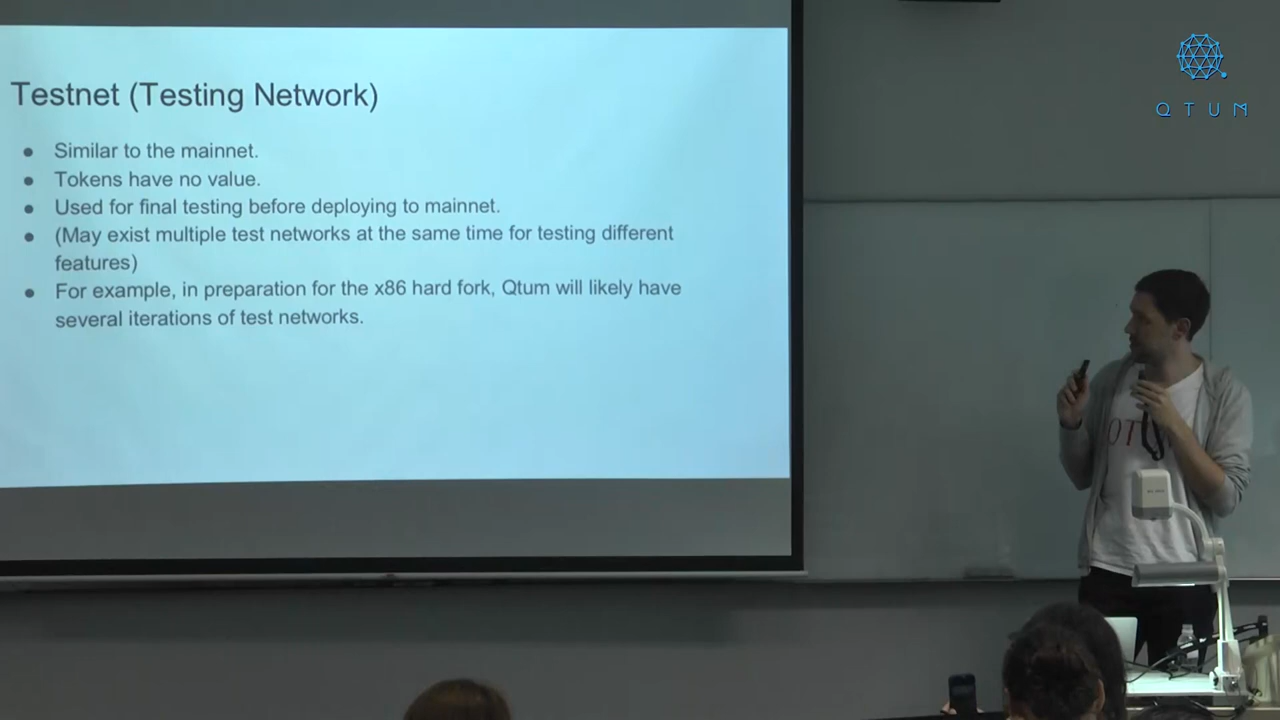 Testnet (Testing Network)
● Similar to the mainnet.
● Tokens have no value.
● Used for final testing before deploying to mainnet.
● (May exist multiple test networks at the same time for testing different
features)
● For example, in preparation for the x86 hard fork, Qtum will likely have
several iterations of test networks.
QTUM